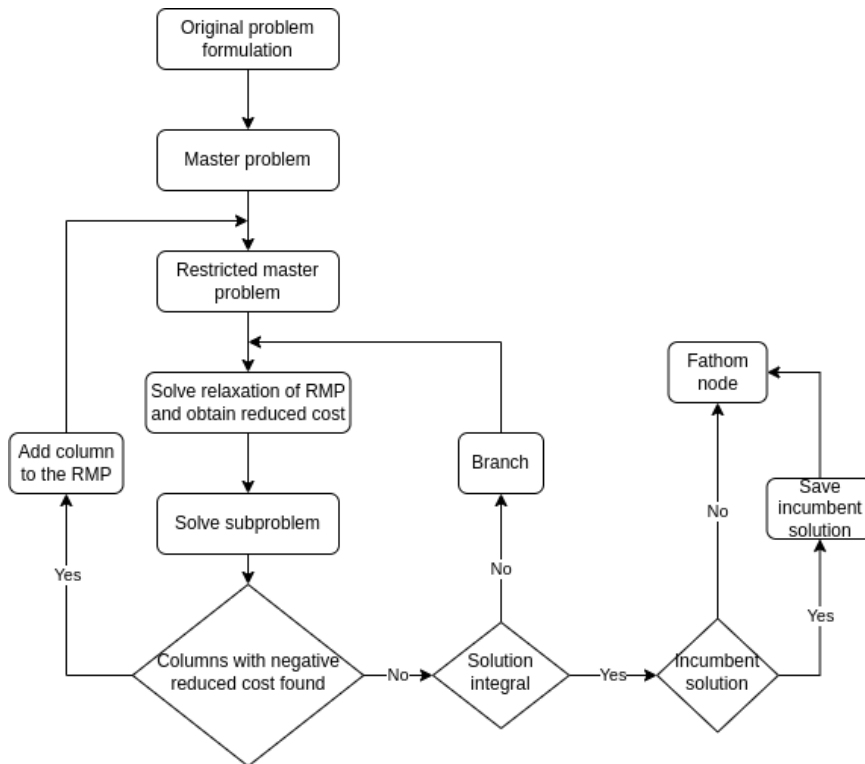 Original problem
formulation
Master problem
Restricted master
problem
Solve relaxation of RMP
and obtain reduced cost
Fathom
node
Add column
to the RMP
Branch
Solve subproblem
Save
incumbent
solution
No
Yes
No
Yes
Columns with negative
reduced cost found
No
Solution
integral
Yes
Incumbent
solution